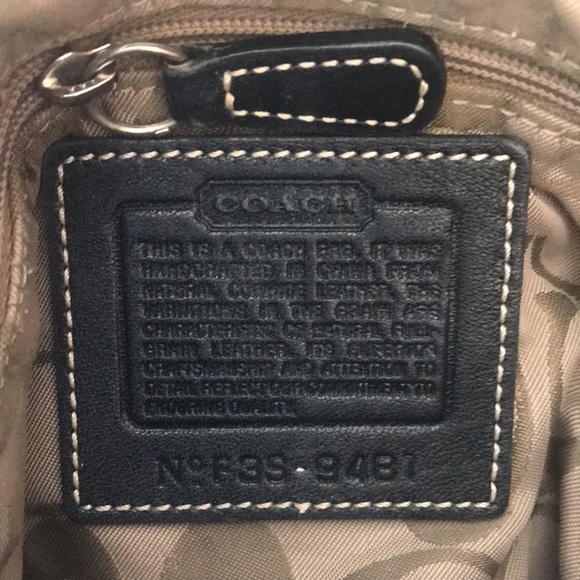 COACH
THIS IS A COACH BAG. IT WAS
HANDCRAFTED IN CHINA FROM
NATURAL COWHIDE LEATHER. THE
VARIATIONS IN THE GRAIN ARE
CHARACTERISTIC OF NATURAL FULL
GRAIN LEATHER. ITS SUPERB
CRAFTSMANSHIP AND ATTENTION TO
DETAIL REFLECT OUR COMMITMENT TO
ENDURING QUALITY.
No F3S-9481